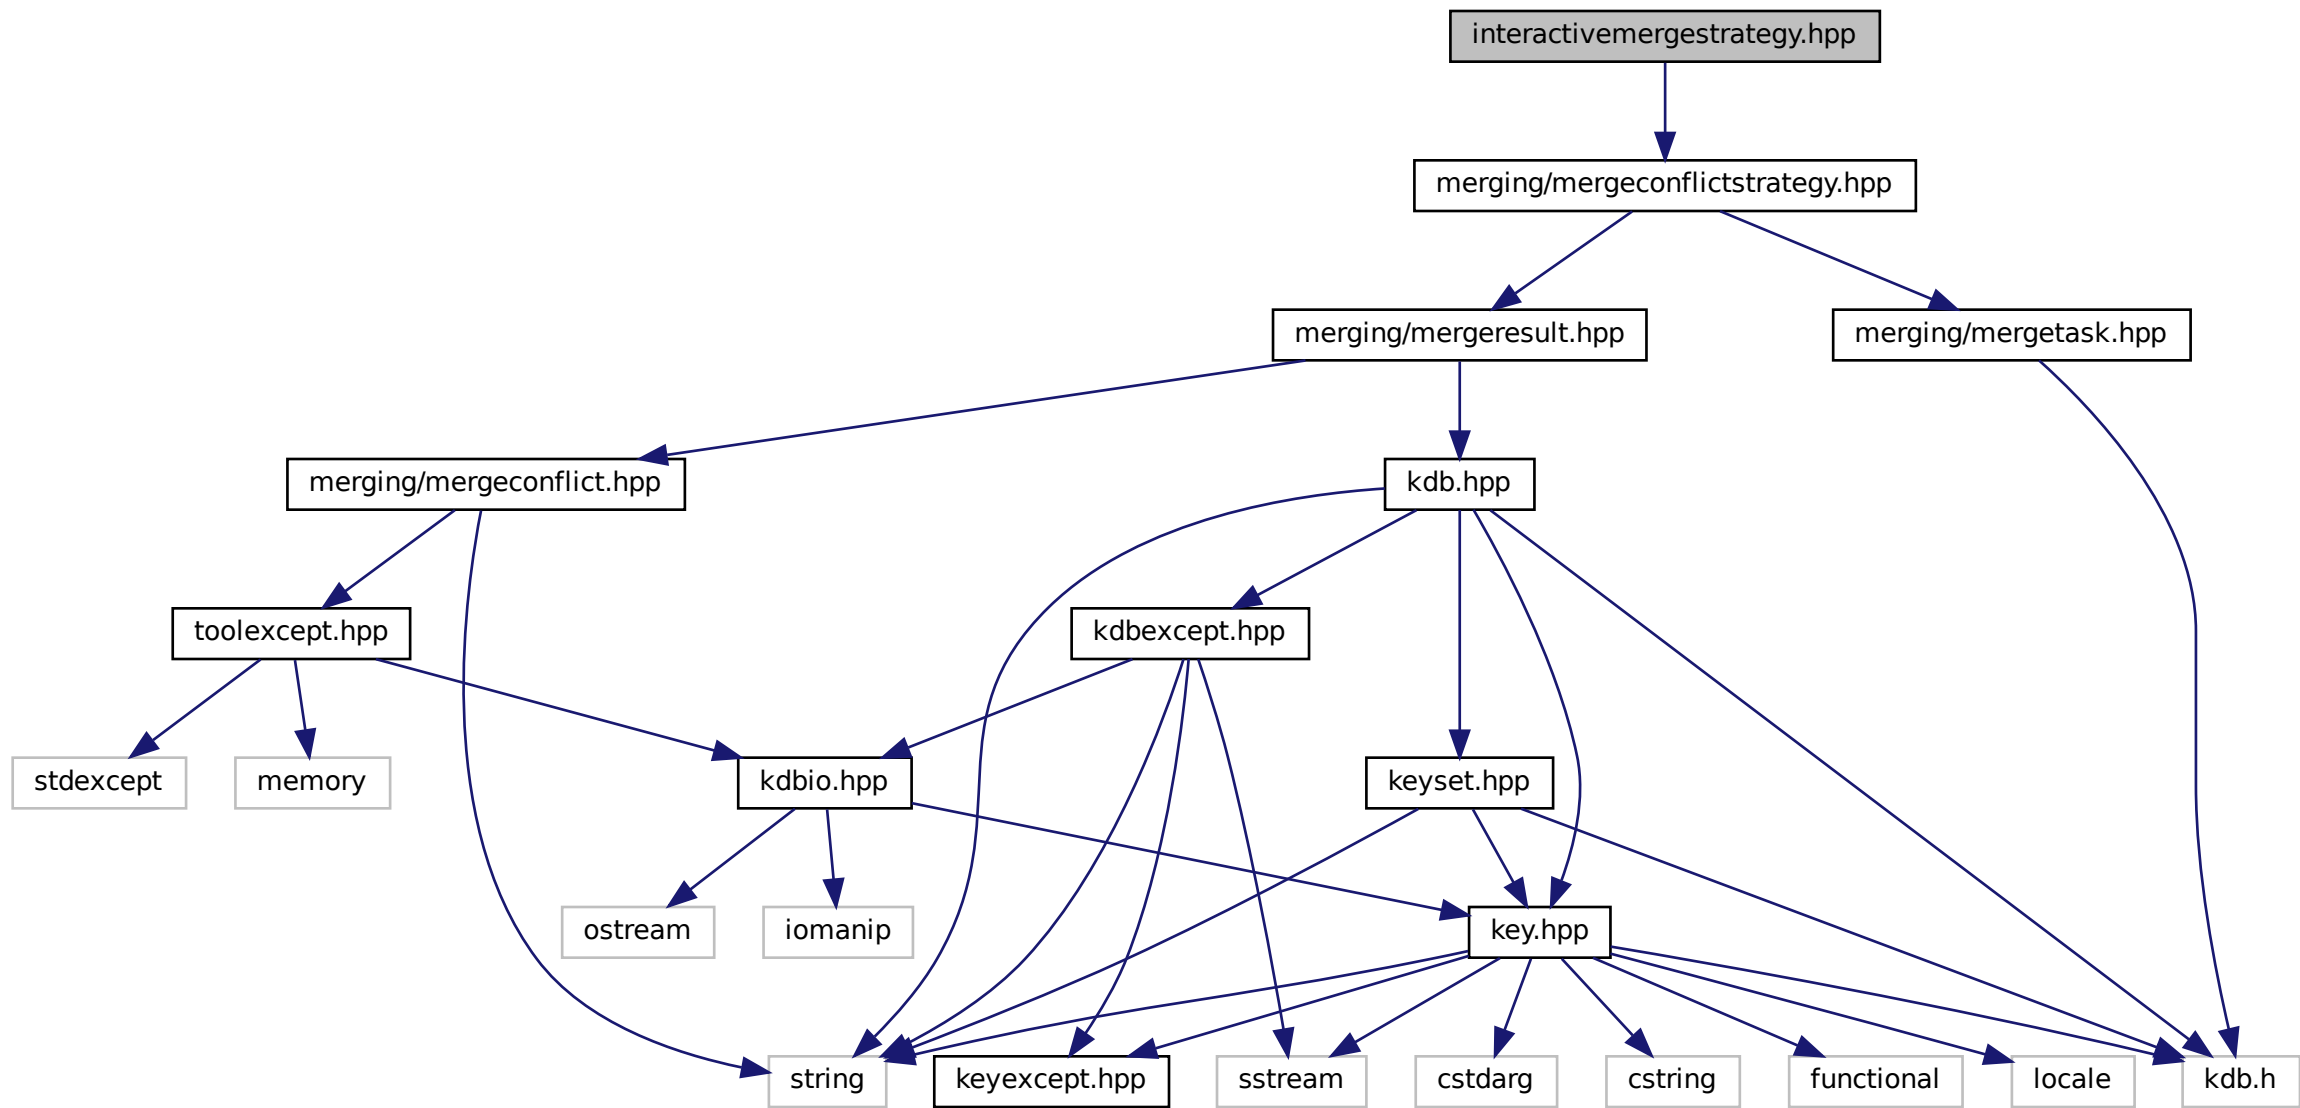 interactivemergestrategy.hpp
merging/mergeconflictstrategy.hpp
merging/mergeresult.hpp
merging/mergetask.hpp
merging/mergeconflict.hpp
kdb.hpp
toolexcept.hpp
kdbexcept.hpp
stdexcept
memory
kdbio.hpp
keyset.hpp
ostream
iomanip
key.hpp
string
keyexcept.hpp
sstream
cstdarg
cstring
functional
locale
kdb.h